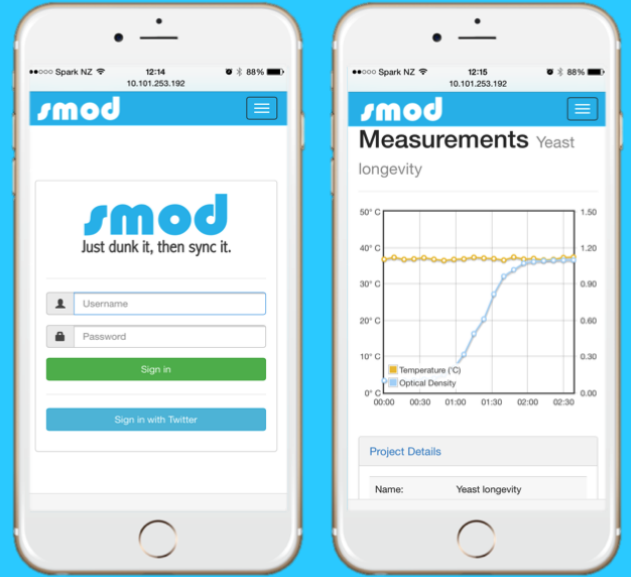 Spark NZ 12:14 88%
10.101.253.192
smod
smod
Just dunk it, then sync it.
Username
Password
Sign in
Sign in with Twitter
Spark NZ 12:15 88%
10.101.253.192
smod
Measurements Yeast
longevity
50° C 1.50
40° C 1.20
30° C 0.90
20° C 0.60
10° C 0.30
Temperature (°C)
Optical Density
0° C 0.00
00:00 00:30 01:00 01:30 02:00 02:30
Project Details
Name: Yeast longevity